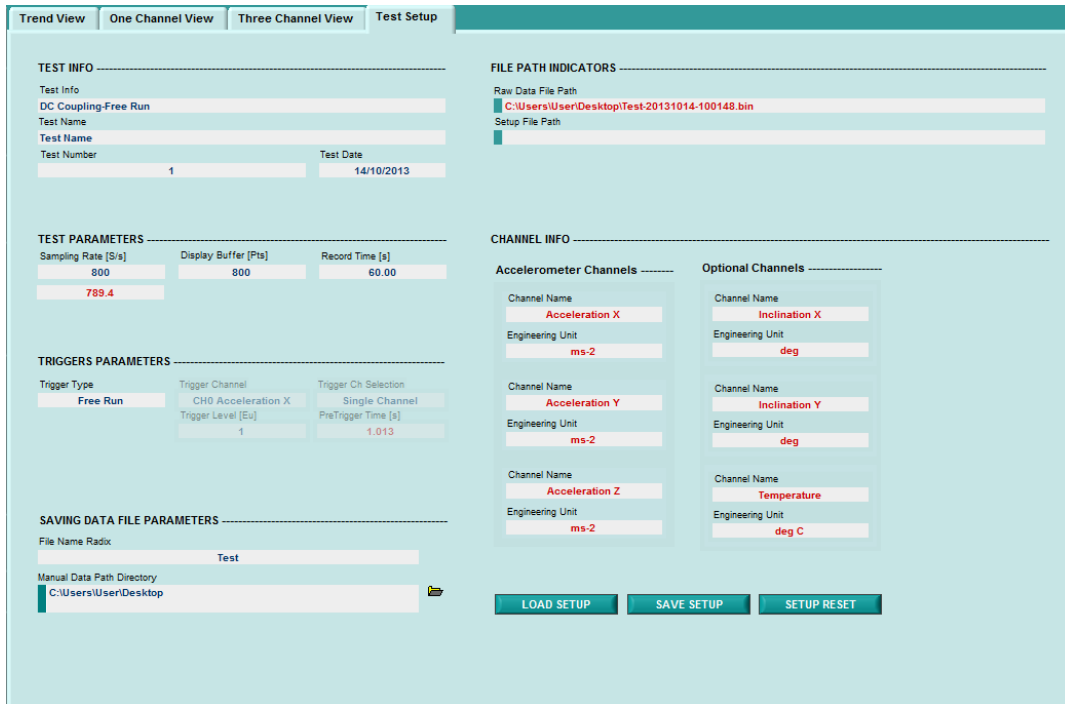 Trend View One Channel View Three Channel View Test Setup
TEST INFO
Test Info
DC Coupling-Free Run
Test Name
Test Name
Test Number Test Date
1 14/10/2013
FILE PATH INDICATORS
Raw Data File Path
C:\Users\User\Desktop\Test-20131014-100148.bin
Setup File Path
TEST PARAMETERS
Sampling Rate [S/s] Display Buffer [Pts] Record Time [s]
800 800 60.00
789.4
TRIGGERS PARAMETERS
Trigger Type Trigger Channel Trigger Ch Selection
Free Run CH0 Acceleration X Single Channel
Trigger Level [Eu] PreTrigger Time [s]
1 1.013
SAVING DATA FILE PARAMETERS
File Name Radix
Test
Manual Data Path Directory
C:\Users\User\Desktop
CHANNEL INFO
Accelerometer Channels
Channel Name
Acceleration X
Engineering Unit
ms-2
Channel Name
Acceleration Y
Engineering Unit
ms-2
Channel Name
Acceleration Z
Engineering Unit
ms-2
Optional Channels
Channel Name
Inclination X
Engineering Unit
deg
Channel Name
Inclination Y
Engineering Unit
deg
Channel Name
Temperature
Engineering Unit
deg C
LOAD SETUP SAVE SETUP SETUP RESET